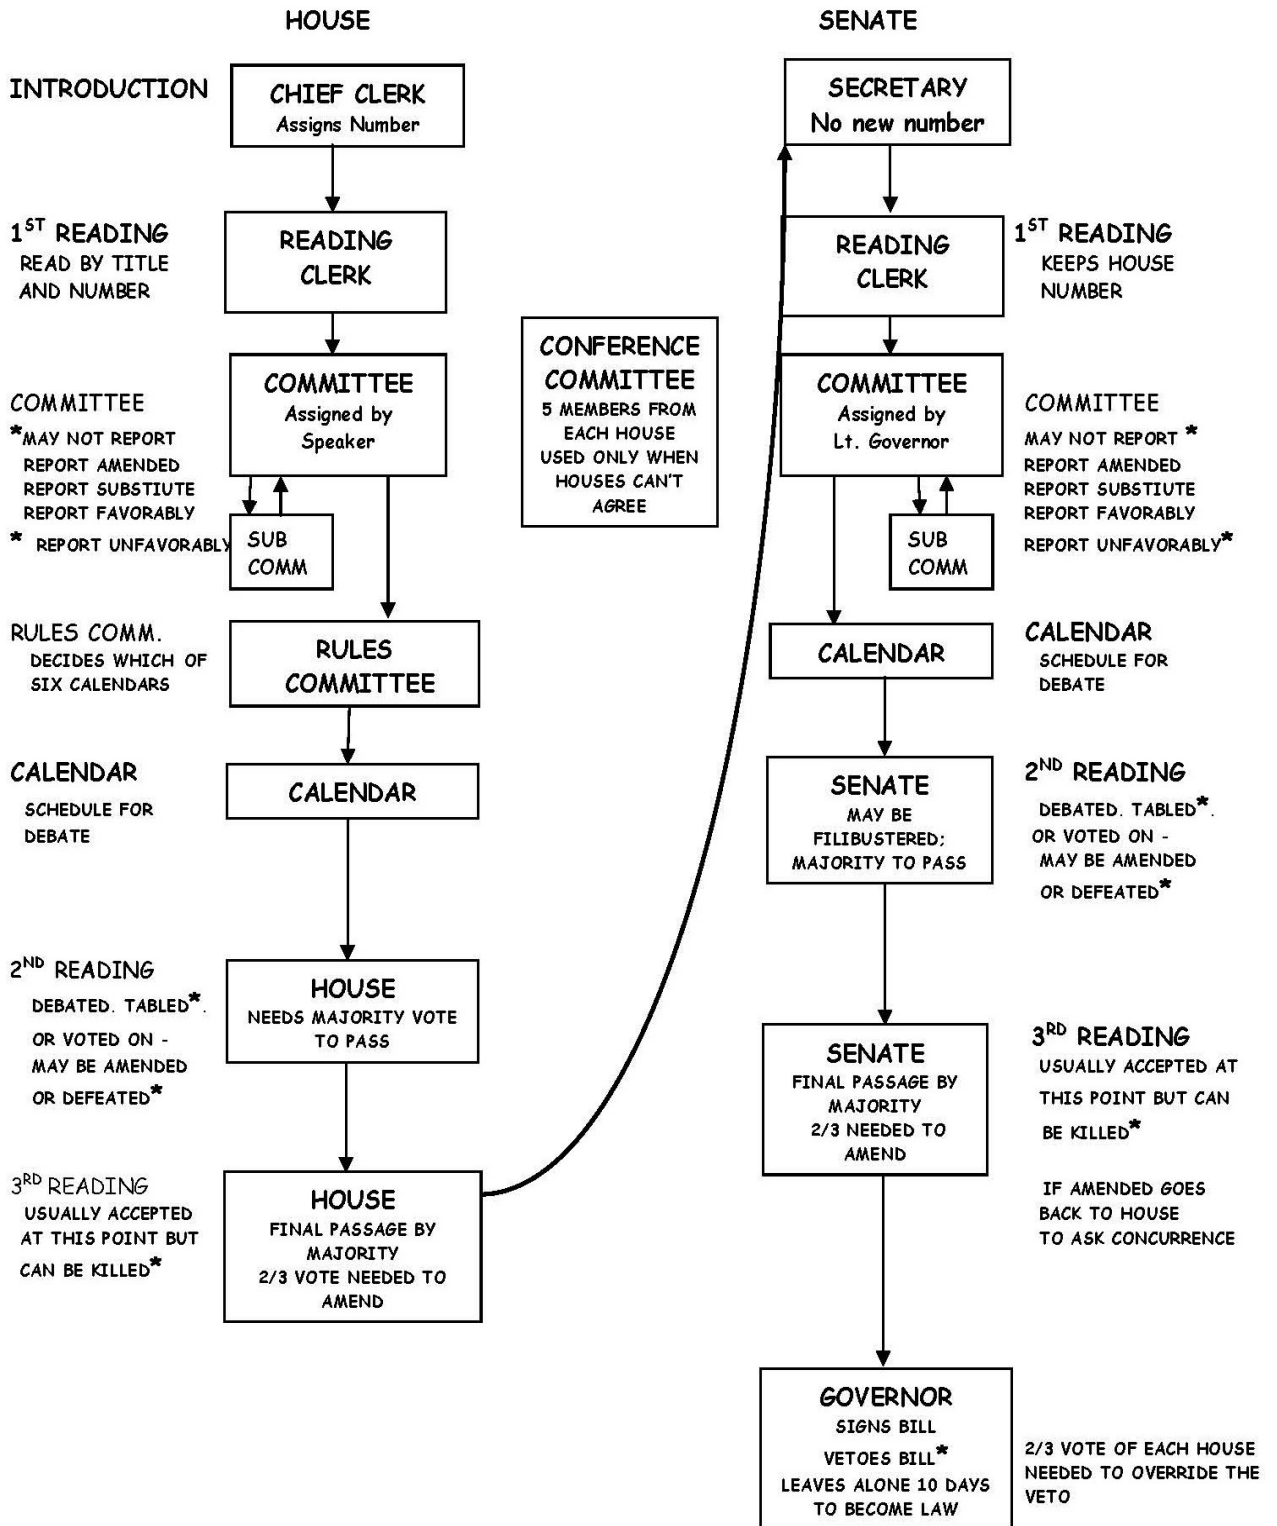 HOUSE
SENATE
INTRODUCTION
CHIEF CLERK
Assigns Number
SECRETARY
No new number
1ST READING
READ BY TITLE
AND NUMBER
READING
CLERK
READING
CLERK
1ST READING
KEEPS HOUSE
NUMBER
CONFERENCE
COMMITTEE
5 MEMBERS FROM
EACH HOUSE
USED ONLY WHEN
HOUSES CAN'T
AGREE
COMMITTEE
*MAY NOT REPORT
REPORT AMENDED
REPORT SUBSTIUTE
REPORT FAVORABLY
* REPORT UNFAVORABLY
COMMITTEE
Assigned by
Speaker
SUB
COMM
COMMITTEE
Assigned by
Lt. Governor
SUB
COMM
COMMITTEE
MAY NOT REPORT *
REPORT AMENDED
REPORT SUBSTIUTE
REPORT FAVORABLY
REPORT UNFAVORABLY*
RULES COMM.
DECIDES WHICH OF
SIX CALENDARS
RULES
COMMITTEE
CALENDAR
CALENDAR
SCHEDULE FOR
DEBATE
CALENDAR
SCHEDULE FOR
DEBATE
CALENDAR
SENATE
MAY BE
FILIBUSTERED;
MAJORITY TO PASS
2ND READING
DEBATED. TABLED*.
OR VOTED ON -
MAY BE AMENDED
OR DEFEATED*
2ND READING
DEBATED. TABLED*.
OR VOTED ON -
MAY BE AMENDED
OR DEFEATED*
HOUSE
NEEDS MAJORITY VOTE
TO PASS
SENATE
FINAL PASSAGE BY
MAJORITY
2/3 NEEDED TO
AMEND
3RD READING
USUALLY ACCEPTED AT
THIS POINT BUT CAN
BE KILLED*
IF AMENDED GOES
BACK TO HOUSE
TO ASK CONCURRENCE
3RD READING
USUALLY ACCEPTED
AT THIS POINT BUT
CAN BE KILLED*
HOUSE
FINAL PASSAGE BY
MAJORITY
2/3 VOTE NEEDED TO
AMEND
GOVERNOR
SIGNS BILL
VETOES BILL*
LEAVES ALONE 10 DAYS
TO BECOME LAW
2/3 VOTE OF EACH HOUSE
NEEDED TO OVERRIDE THE
VETO